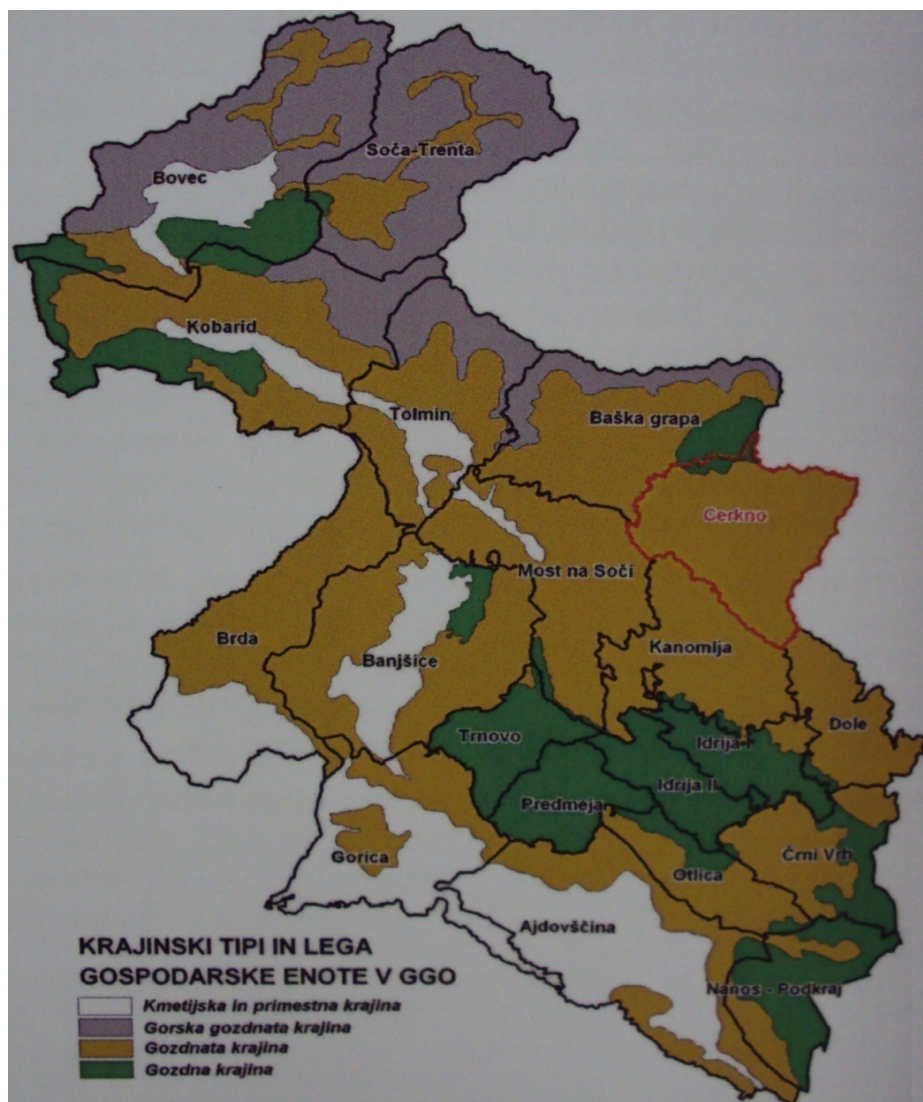 Soča-Trenta
Bovec
Kobarid
Tolmin
Baška grapa
Cerkno
Most na Soči
Brda
Kanomlja
Banjšice
Dole
Trnovo
Idrija I
Idrija II
Predmeja
Črni Vrh
Gorica
Otlica
Ajdovščina
Nanos - Podkraj
KRAJINSKI TIPI IN LEGA
GOSPODARSKE ENOTE V GGO
Kmetijska in primestna krajina
Gorska gozdnata krajina
Gozdnata krajina
Gozdna krajina